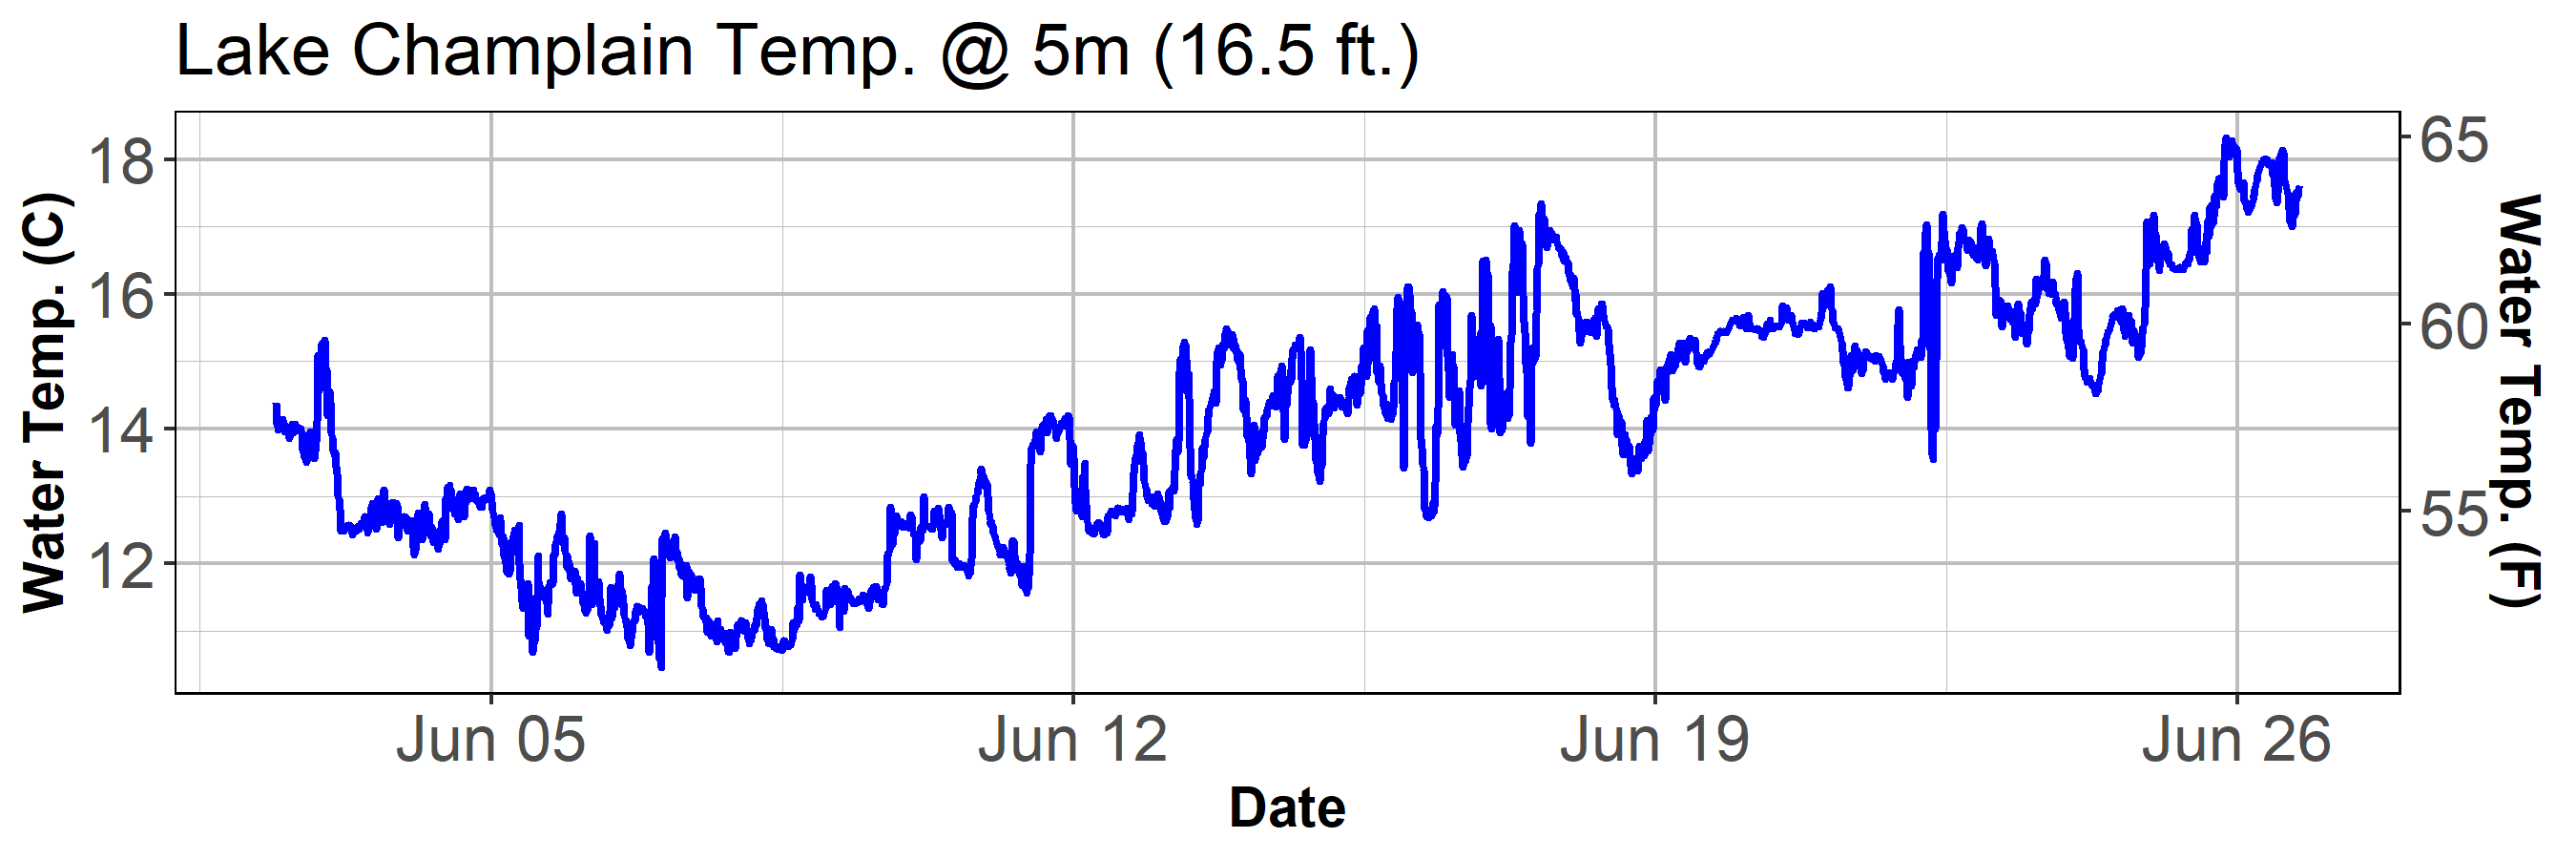 Lake Champlain Temp. @ 5m (16.5 ft.)
Water Temp. (C)
18
16
14
12
65
60
55
Water Temp. (F)
Jun 05 Jun 12 Jun 19 Jun 26
Date